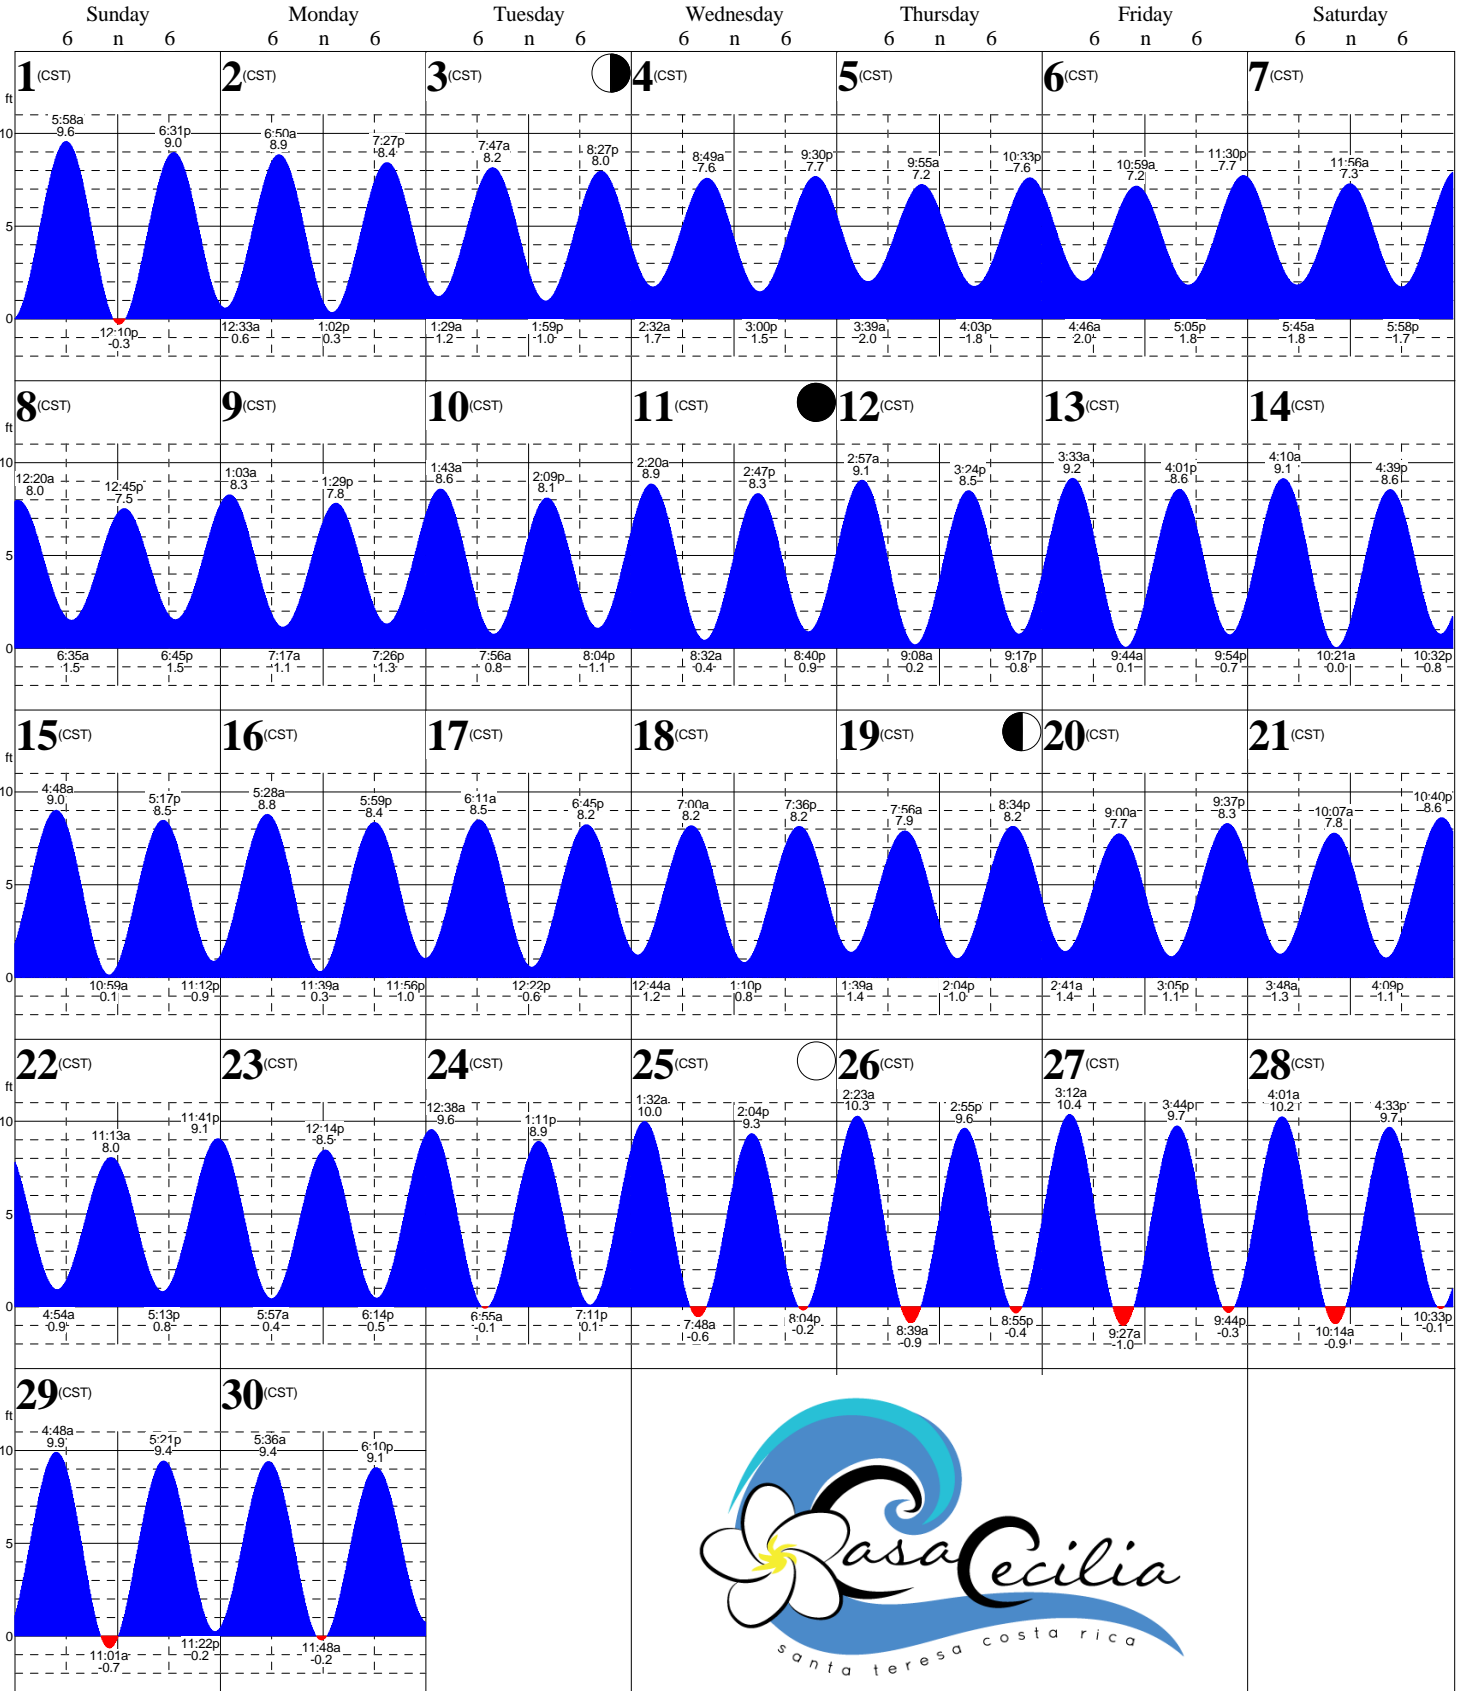 Sunday Monday Tuesday Wednesday Thursday Friday Saturday
6 n 6 6 n 6 6 n 6 6 n 6 6 n 6 6 n 6 6 n 6
1 (CST) 2 (CST) 3 (CST) 4 (CST) 5 (CST) 6 (CST) 7 (CST)
ft
5:58a 6:31p 6:50a 7:27p 7:47a 8:27p 8:49a 9:30p 9:55a 10:33p 10:59a 11:30p 11:56a
9.6 9.0 8.9 8.4 8.2 8.0 7.6 7.7 7.2 7.6 7.2 7.7 7.3
10
5
0
12:10p 12:33a 1:02p 1:29a 1:59p 2:32a 3:00p 3:39a 4:03p 4:46a 5:05p 5:45a 5:58p
-0.3 0.6 0.3 1.2 1.0 1.7 1.5 2.0 1.8 2.0 1.8 1.8 1.7
8 (CST) 9 (CST) 10 (CST) 11 (CST) 12 (CST) 13 (CST) 14 (CST)
ft
12:20a 12:45p 1:03a 1:29p 1:43a 2:09p 2:20a 2:47p 2:57a 3:24p 3:33a 4:01p 4:10a 4:39p
8.0 7.5 8.3 7.8 8.6 8.1 8.9 8.3 9.1 8.5 9.2 8.6 9.1 8.6
10
5
0
6:35a 6:45p 7:17a 7:26p 7:56a 8:04p 8:32a 8:40p 9:08a 9:17p 9:44a 9:54p 10:21a 10:32p
1.5 1.5 1.1 1.3 0.8 1.1 0.4 0.9 0.2 0.8 0.1 0.7 0.0 0.8
15 (CST) 16 (CST) 17 (CST) 18 (CST) 19 (CST) 20 (CST) 21 (CST)
ft
4:48a 5:17p 5:28a 5:59p 6:11a 6:45p 7:00a 7:36p 7:56a 8:34p 9:00a 9:37p 10:07a 10:40p
9.0 8.5 8.8 8.4 8.5 8.2 8.2 8.2 7.9 8.2 7.7 8.3 7.8 8.6
10
5
0
10:59a 11:12p 11:39a 11:56p 12:22p 12:44a 1:10p 1:39a 2:04p 2:41a 3:05p 3:48a 4:09p
0.1 0.9 0.3 1.0 0.6 1.2 0.8 1.4 1.0 1.4 1.1 1.3 1.1
22 (CST) 23 (CST) 24 (CST) 25 (CST) 26 (CST) 27 (CST) 28 (CST)
ft
11:13a 11:41p 12:14p 12:38a 1:11p 1:32a 2:04p 2:23a 2:55p 3:12a 3:44p 4:01a 4:33p
8.0 9.1 8.5 9.6 8.9 10.0 9.3 10.3 9.6 10.4 9.7 10.2 9.7
10
5
0
4:54a 5:13p 5:57a 6:14p 6:55a 7:11p 7:48a 8:04p 8:39a 8:55p 9:27a 9:44p 10:14a 10:33p
0.9 0.8 0.4 0.5 -0.1 0.1 -0.6 -0.2 -0.9 -0.4 -1.0 -0.3 -0.9 -0.1
29 (CST) 30 (CST)
ft
4:48a 5:21p 5:36a 6:10p
9.9 9.4 9.4 9.1
10
5
0
11:01a 11:22p 11:48a
-0.7 0.2 -0.2
Casa Cecilia
santa teresa costa rica